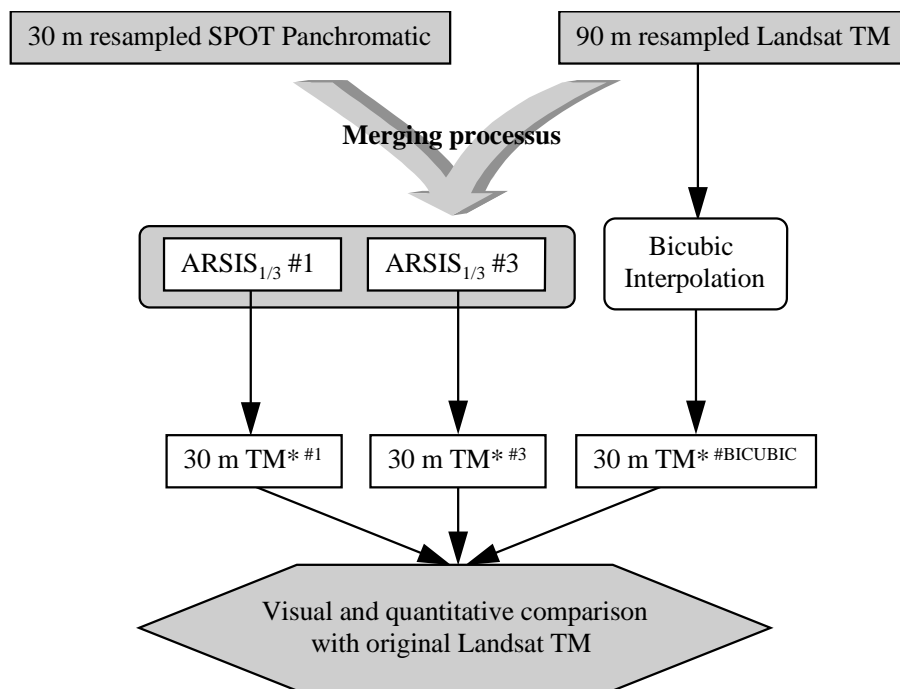 30 m resampled SPOT Panchromatic
90 m resampled Landsat TM
Merging processus
ARSIS1/3 #1
ARSIS1/3 #3
Bicubic
Interpolation
30 m TM* #1
30 m TM* #3
30 m TM* #BICUBIC
Visual and quantitative comparison
with original Landsat TM